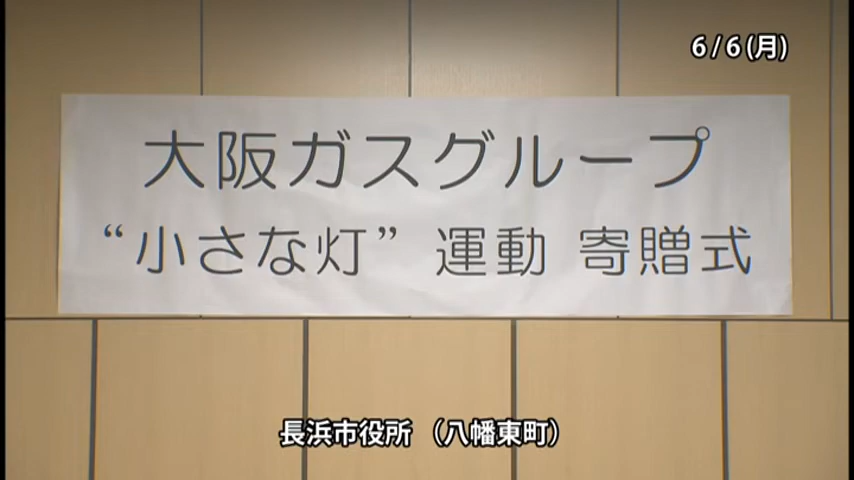 6/6(月)
大阪ガスグループ
“小さな灯” 運動 寄贈式
長浜市役所 （八幡東町）